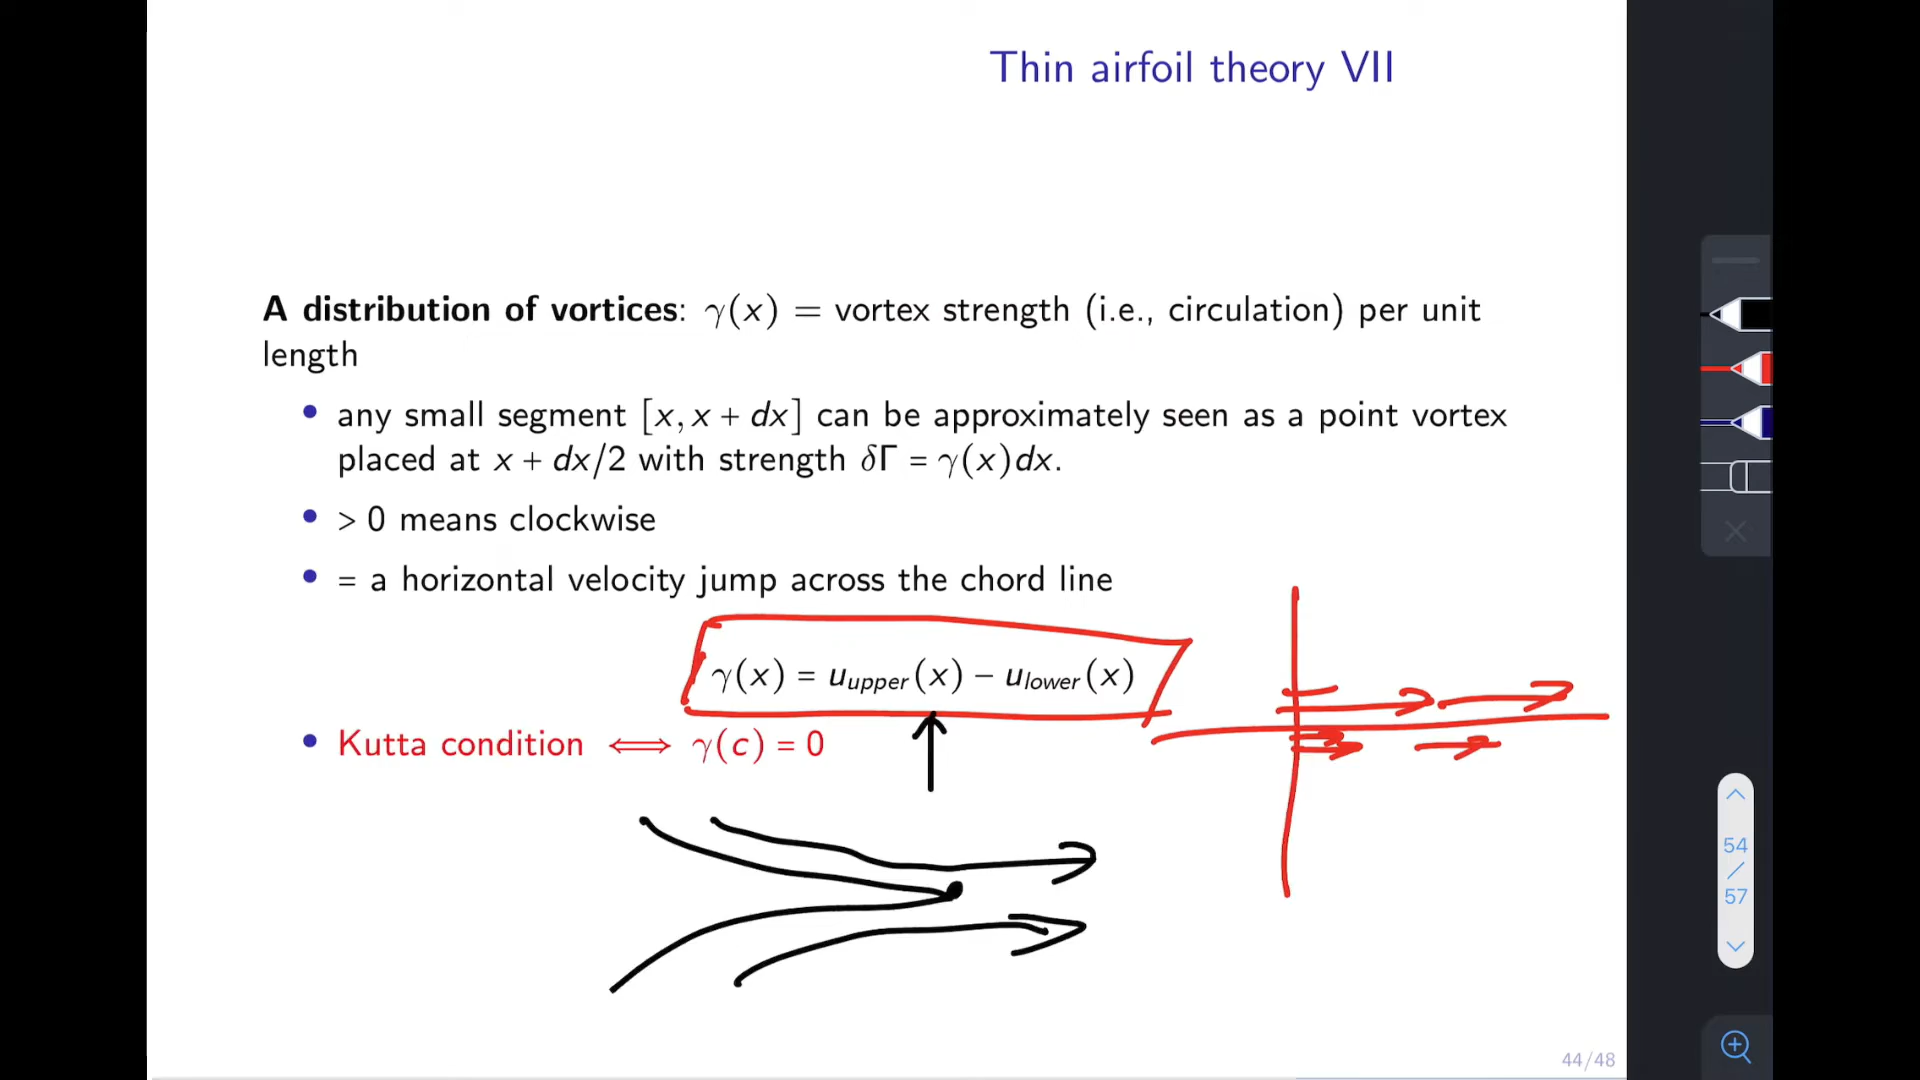 Thin airfoil theory VII
A distribution of vortices: γ(x) = vortex strength (i.e., circulation) per unit
length
• any small segment [x, x + dx] can be approximately seen as a point vortex
placed at x + dx/2 with strength δΓ = γ(x)dx.
• > 0 means clockwise
• = a horizontal velocity jump across the chord line
γ(x) = u_upper(x) − u_lower(x)
• Kutta condition ⟺ γ(c) = 0
54
/
57
44/48